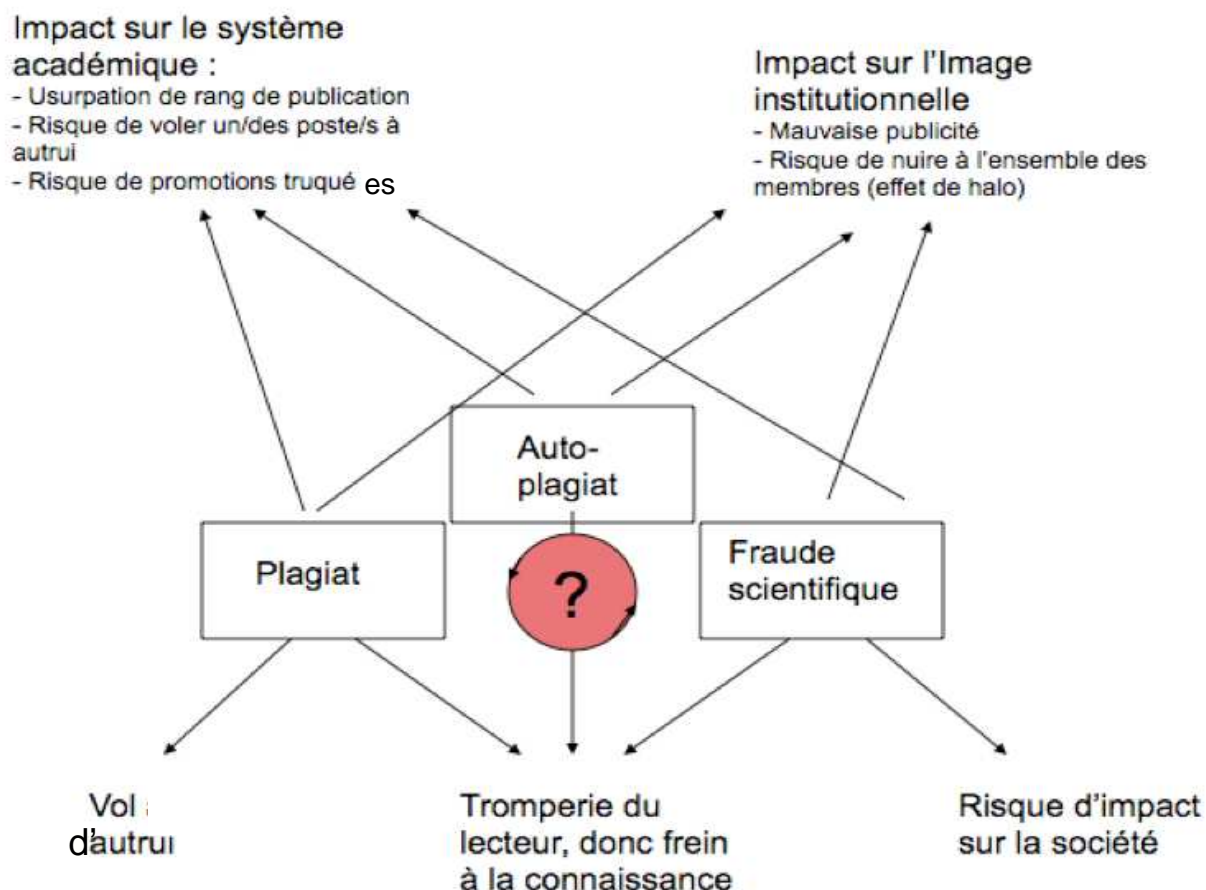 Impact sur le système
académique :
- Usurpation de rang de publication
- Risque de voler un/des poste/s à
autrui
- Risque de promotions truqué es
Impact sur l'Image
institutionnelle
- Mauvaise publicité
- Risque de nuire à l'ensemble des
membres (effet de halo)
Auto-
plagiat
Plagiat
?
Fraude
scientifique
Vol
d'autrui
Tromperie du
lecteur, donc frein
à la connaissance
Risque d'impact
sur la société